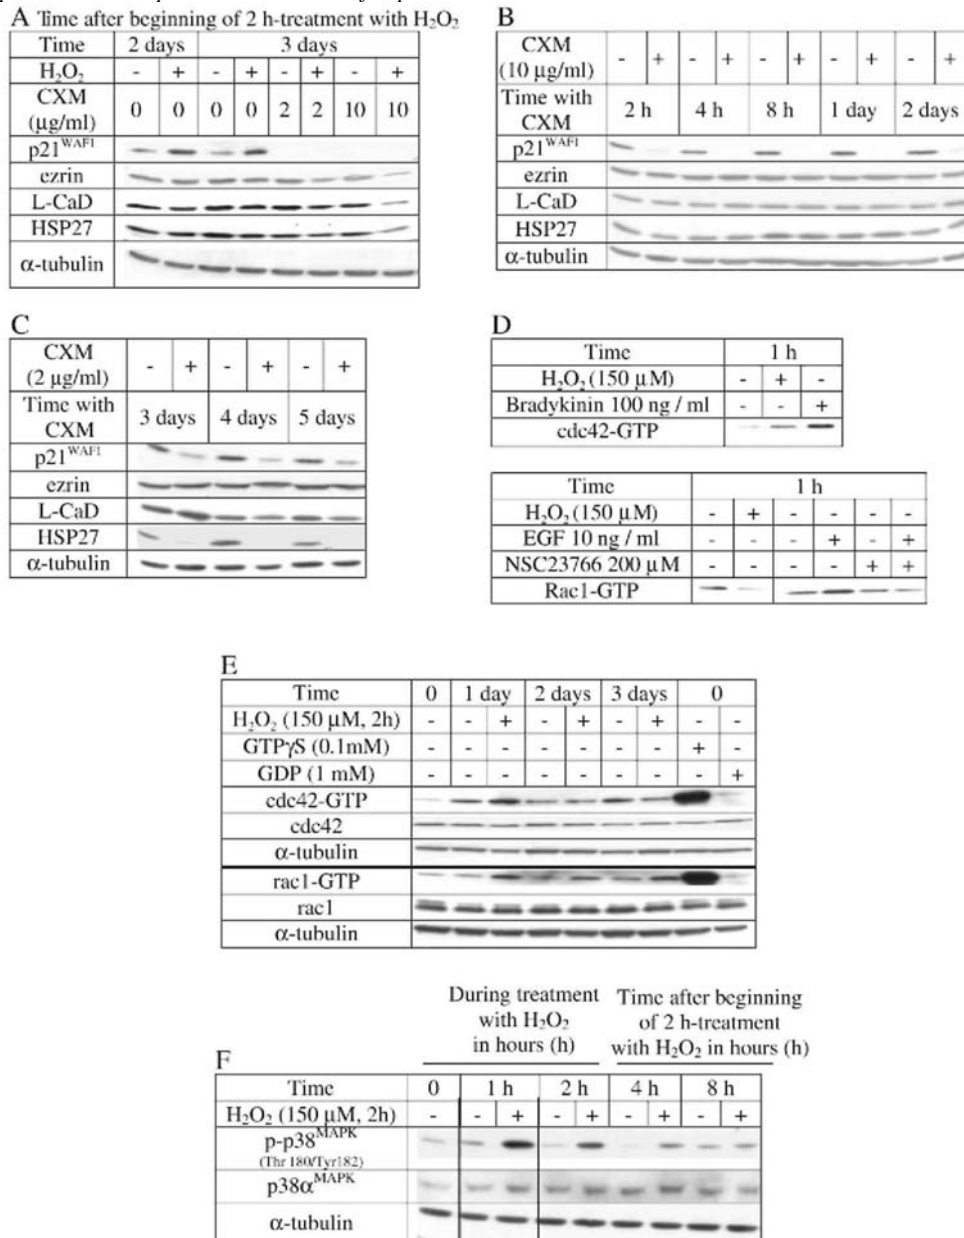 A Time after beginning of 2 h-treatment with H₂O₂
Time 2 days 3 days
H₂O₂ - + - + - + - +
CXM (μg/ml) 0 0 0 0 2 2 10 10
p21WAF1
ezrin
L-CaD
HSP27
α-tubulin
B
CXM (10 μg/ml) - + - + - + - + - +
Time with CXM 2 h 4 h 8 h 1 day 2 days
p21WAF1
ezrin
L-CaD
HSP27
α-tubulin
C
CXM (2 μg/ml) - + - + - +
Time with CXM 3 days 4 days 5 days
p21WAF1
ezrin
L-CaD
HSP27
α-tubulin
D
Time 1 h
H₂O₂ (150 μM) - + -
Bradykinin 100 ng / ml - - +
cdc42-GTP
Time 1 h
H₂O₂ (150 μM) - + - - - -
EGF 10 ng / ml - - - + - +
NSC23766 200 μM - - - - + +
Rac1-GTP
E
Time 0 1 day 2 days 3 days 0
H₂O₂ (150 μM, 2h) - - + - + - + - -
GTPγS (0.1mM) - - - - - - - + -
GDP (1 mM) - - - - - - - - +
cdc42-GTP
cdc42
α-tubulin
rac1-GTP
rac1
α-tubulin
During treatment
with H₂O₂
in hours (h)
Time after beginning
of 2 h-treatment
with H₂O₂ in hours (h)
F
Time 0 1 h 2 h 4 h 8 h
H₂O₂ (150 μM, 2h) - - + - + - + - +
p-p38MAPK
(Thr 180/Tyr182)
p38αMAPK
α-tubulin